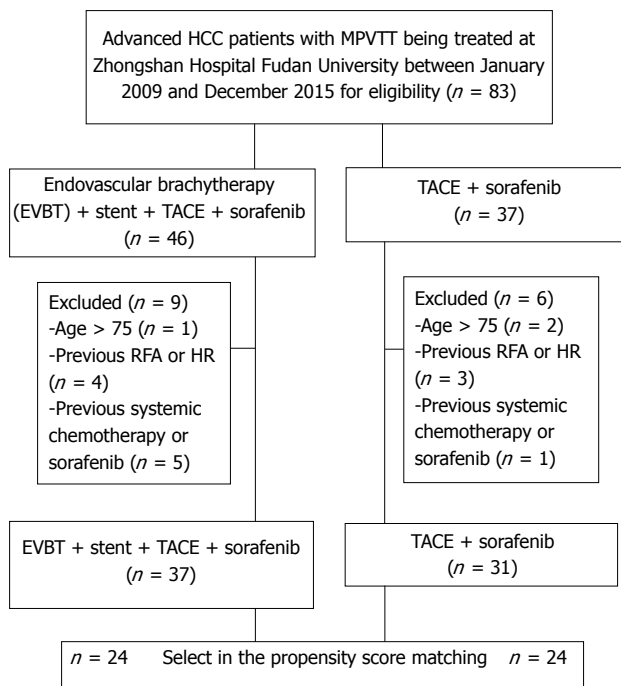 Advanced HCC patients with MPVTT being treated at
Zhongshan Hospital Fudan University between January
2009 and December 2015 for eligibility (n = 83)
Endovascular brachytherapy
(EVBT) + stent + TACE + sorafenib
(n = 46)
TACE + sorafenib
(n = 37)
Excluded (n = 9)
-Age > 75 (n = 1)
-Previous RFA or HR
(n = 4)
-Previous systemic
chemotherapy or
sorafenib (n = 5)
Excluded (n = 6)
-Age > 75 (n = 2)
-Previous RFA or HR
(n = 3)
-Previous systemic
chemotherapy or
sorafenib (n = 1)
EVBT + stent + TACE + sorafenib
(n = 37)
TACE + sorafenib
(n = 31)
n = 24 Select in the propensity score matching n = 24